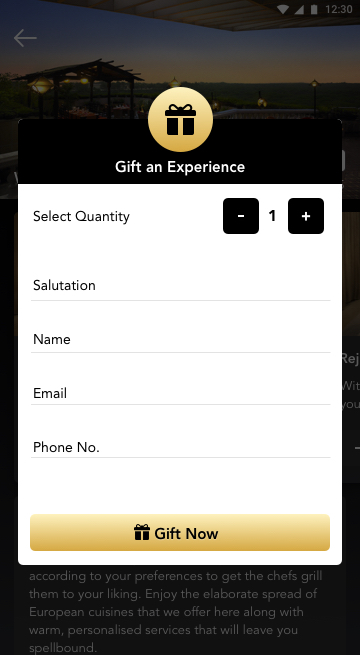 12:30
Gift an Experience
Select Quantity
- 1 +
Salutation
Name
Rej
Email
With
you
Phone No.
Gift Now
according to your preferences to get the chefs grill
them to your liking. Enjoy the elaborate spread of
European cuisines that we offer here along with
warm, personalised services that will leave you
spellbound.